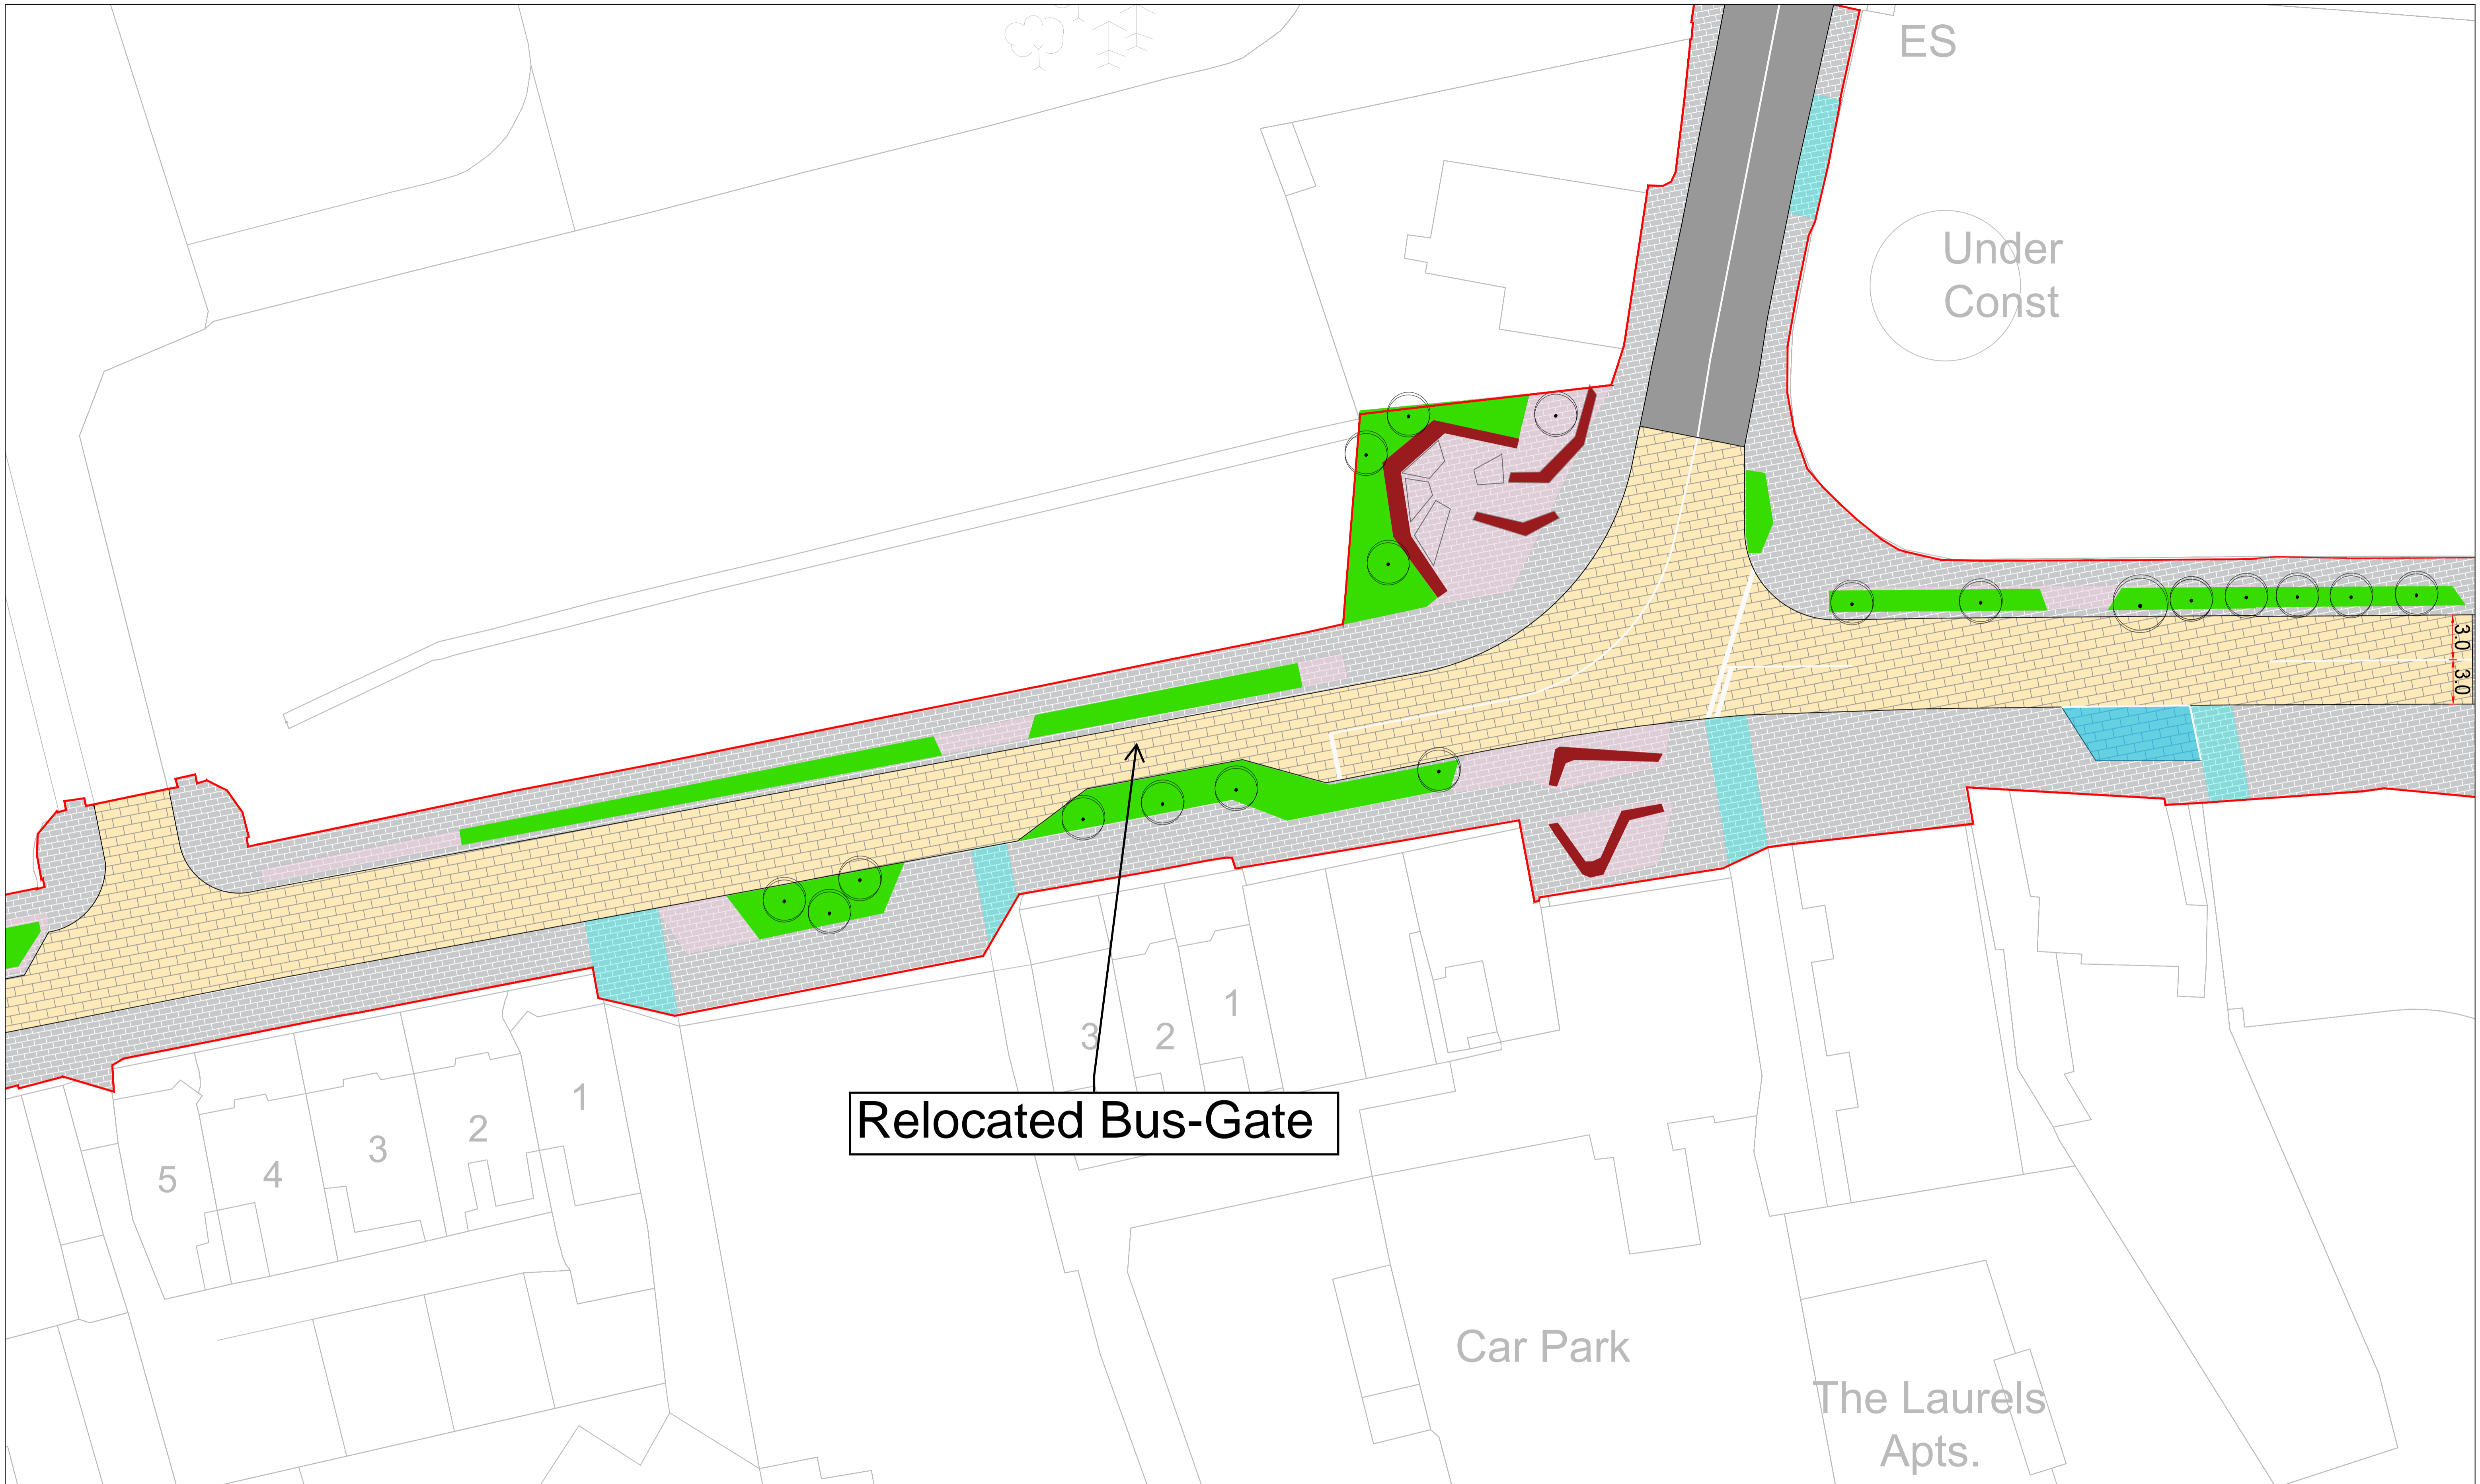 ES
Under
Const
3.0
3.0
3
2
1
1
2
3
4
5
Relocated Bus-Gate
Car Park
The Laurels
Apts.